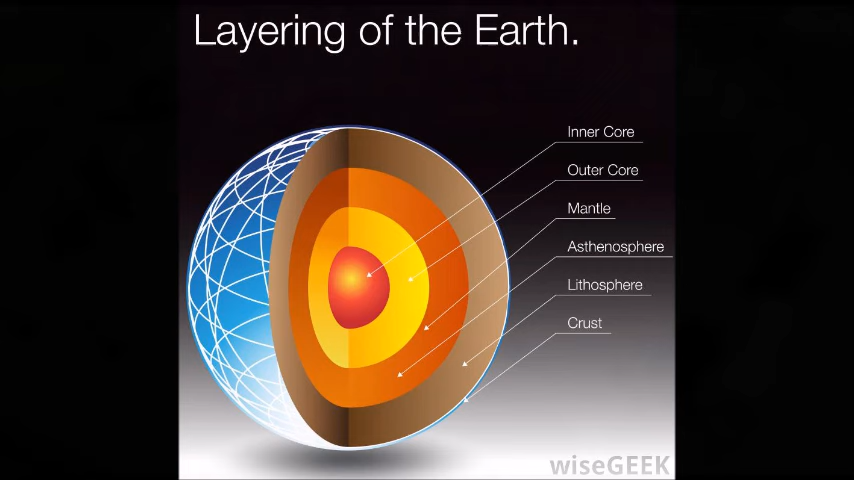 Layering of the Earth.
Inner Core
Outer Core
Mantle
Asthenosphere
Lithosphere
Crust
wiseGEEK